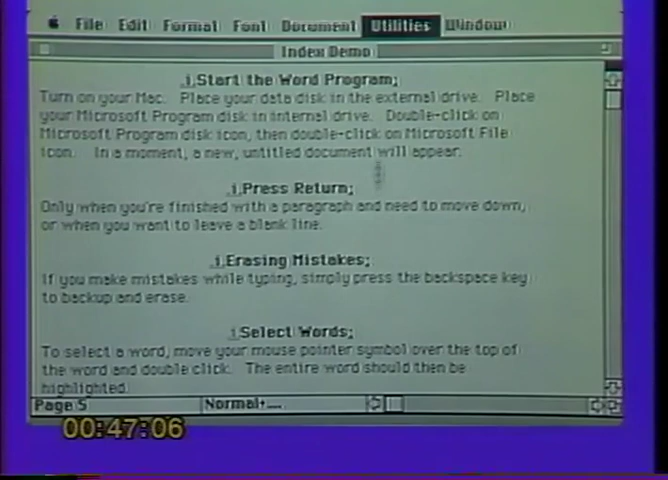 File Edit Format Font Document Utilities Window
Index Demo
.i.Start the Word Program;
Turn on your Mac. Place your data disk in the external drive. Place
your Microsoft Program disk in internal drive. Double-click on
Microsoft Program disk icon, then double-click on Microsoft File
icon. In a moment, a new, untitled document will appear.
.i.Press Return;
Only when you're finished with a paragraph and need to move down,
or when you want to leave a blank line.
.i.Erasing Mistakes;
If you make mistakes while typing, simply press the backspace key
to backup and erase.
.i.Select Words;
To select a word, move your mouse pointer symbol over the top of
the word and double click. The entire word should then be
highlighted.
Page 5 Normal+...
00:47:06